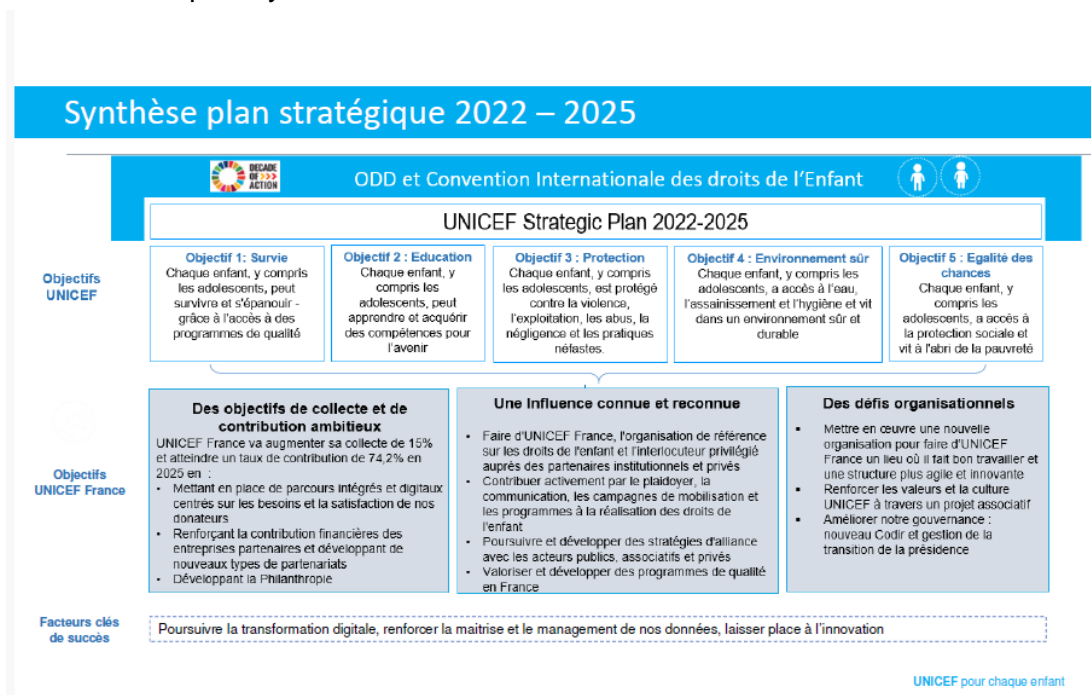 Synthèse plan stratégique 2022 – 2025
DECADE
OF >>>
ACTION
ODD et Convention Internationale des droits de l'Enfant
UNICEF Strategic Plan 2022-2025
Objectifs
UNICEF
Objectif 1: Survie
Chaque enfant, y compris
les adolescents, peut
survivre et s'épanouir -
grâce à l'accès à des
programmes de qualité
Objectif 2 : Education
Chaque enfant, y
compris les
adolescents, peut
apprendre et acquérir
des compétences pour
l'avenir
Objectif 3 : Protection
Chaque enfant, y compris
les adolescents, est protégé
contre la violence,
l'exploitation, les abus, la
négligence et les pratiques
néfastes.
Objectif 4 : Environnement sûr
Chaque enfant, y compris les
adolescents, a accès à l'eau,
l'assainissement et l'hygiène et vit
dans un environnement sûr et
durable
Objectif 5 : Egalité des
chances
Chaque enfant, y
compris les
adolescents, a accès à
la protection sociale et
vit à l'abri de la pauvreté
Objectifs
UNICEF France
Des objectifs de collecte et de
contribution ambitieux
UNICEF France va augmenter sa collecte de 15%
et atteindre un taux de contribution de 74,2% en
2025 en :
• Mettant en place de parcours intégrés et digitaux
centrés sur les besoins et la satisfaction de nos
donateurs
• Renforçant la contribution financières des
entreprises partenaires et développant de
nouveaux types de partenariats
• Développant la Philanthropie
Une Influence connue et reconnue
• Faire d'UNICEF France, l'organisation de référence
sur les droits de l'enfant et l'interlocuteur privilégié
auprès des partenaires institutionnels et privés
• Contribuer activement par le plaidoyer, la
communication, les campagnes de mobilisation et
les programmes à la réalisation des droits de
l'enfant
• Poursuivre et développer des stratégies d'alliance
avec les acteurs publics, associatifs et privés
• Valoriser et développer des programmes de qualité
en France
Des défis organisationnels
▪ Mettre en œuvre une nouvelle
organisation pour faire d'UNICEF
France un lieu où il fait bon travailler et
une structure plus agile et innovante
▪ Renforcer les valeurs et la culture
UNICEF à travers un projet associatif
▪ Améliorer notre gouvernance :
nouveau Codir et gestion de la
transition de la présidence
Facteurs clés
de succès
Poursuivre la transformation digitale, renforcer la maitrise et le management de nos données, laisser place à l'innovation
UNICEF pour chaque enfant